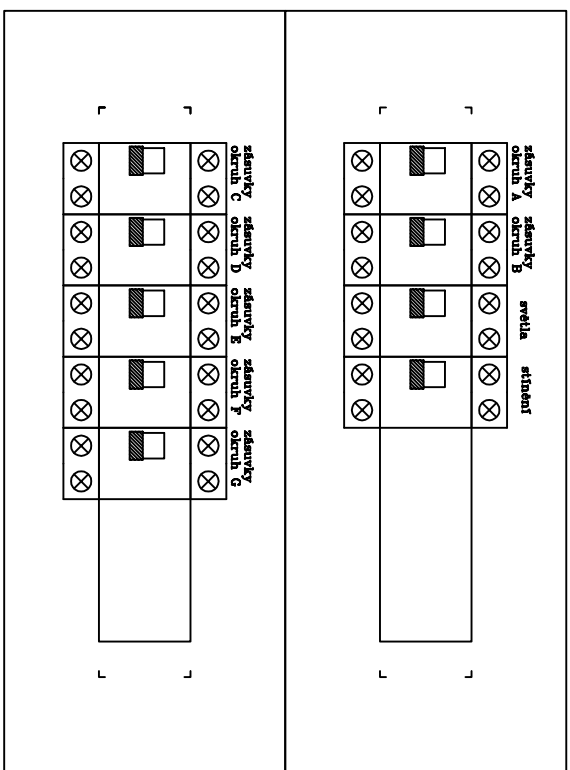 zásuvky
okruh C
zásuvky
okruh D
zásuvky
okruh E
zásuvky
okruh F
zásuvky
okruh G
zásuvky
okruh A
zásuvky
okruh B
světla
stínění